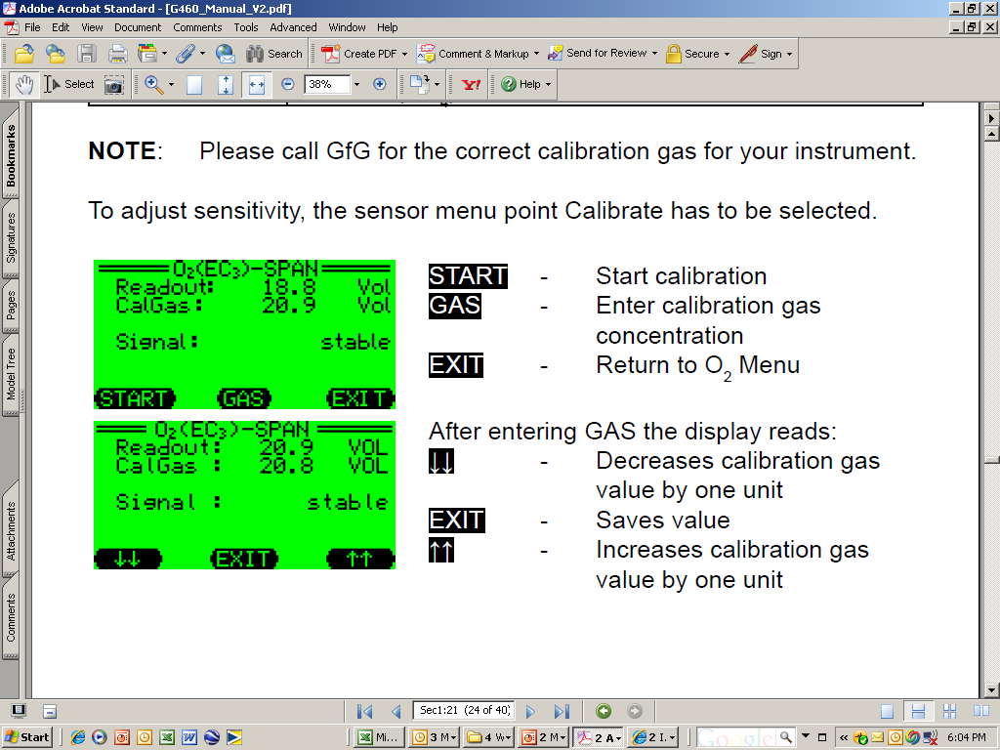 Adobe Acrobat Standard - [G460_Manual_V2.pdf]
File Edit View Document Comments Tools Advanced Window Help
Search Create PDF Comment & Markup Send for Review Secure Sign
Select 38% Y! Help
Bookmarks
Signatures
Pages
Model Tree
Attachments
Comments
NOTE: Please call GfG for the correct calibration gas for your instrument.
To adjust sensitivity, the sensor menu point Calibrate has to be selected.
O₂(EC₃)-SPAN
Readout: 18.8 Vol
CalGas: 20.9 Vol
Signal: stable
START GAS EXIT
START - Start calibration
GAS - Enter calibration gas
concentration
EXIT - Return to O₂ Menu
O₂(EC₃)-SPAN
Readout: 20.9 VOL
CalGas : 20.8 VOL
Signal : stable
↓↓ EXIT ↑↑
After entering GAS the display reads:
↓↓ - Decreases calibration gas
value by one unit
EXIT - Saves value
↑↑ - Increases calibration gas
value by one unit
Sec1:21 (24 of 40)
Start Mi... 3 M 4 W 2 M 2 A 2 I. Google « 6:04 PM